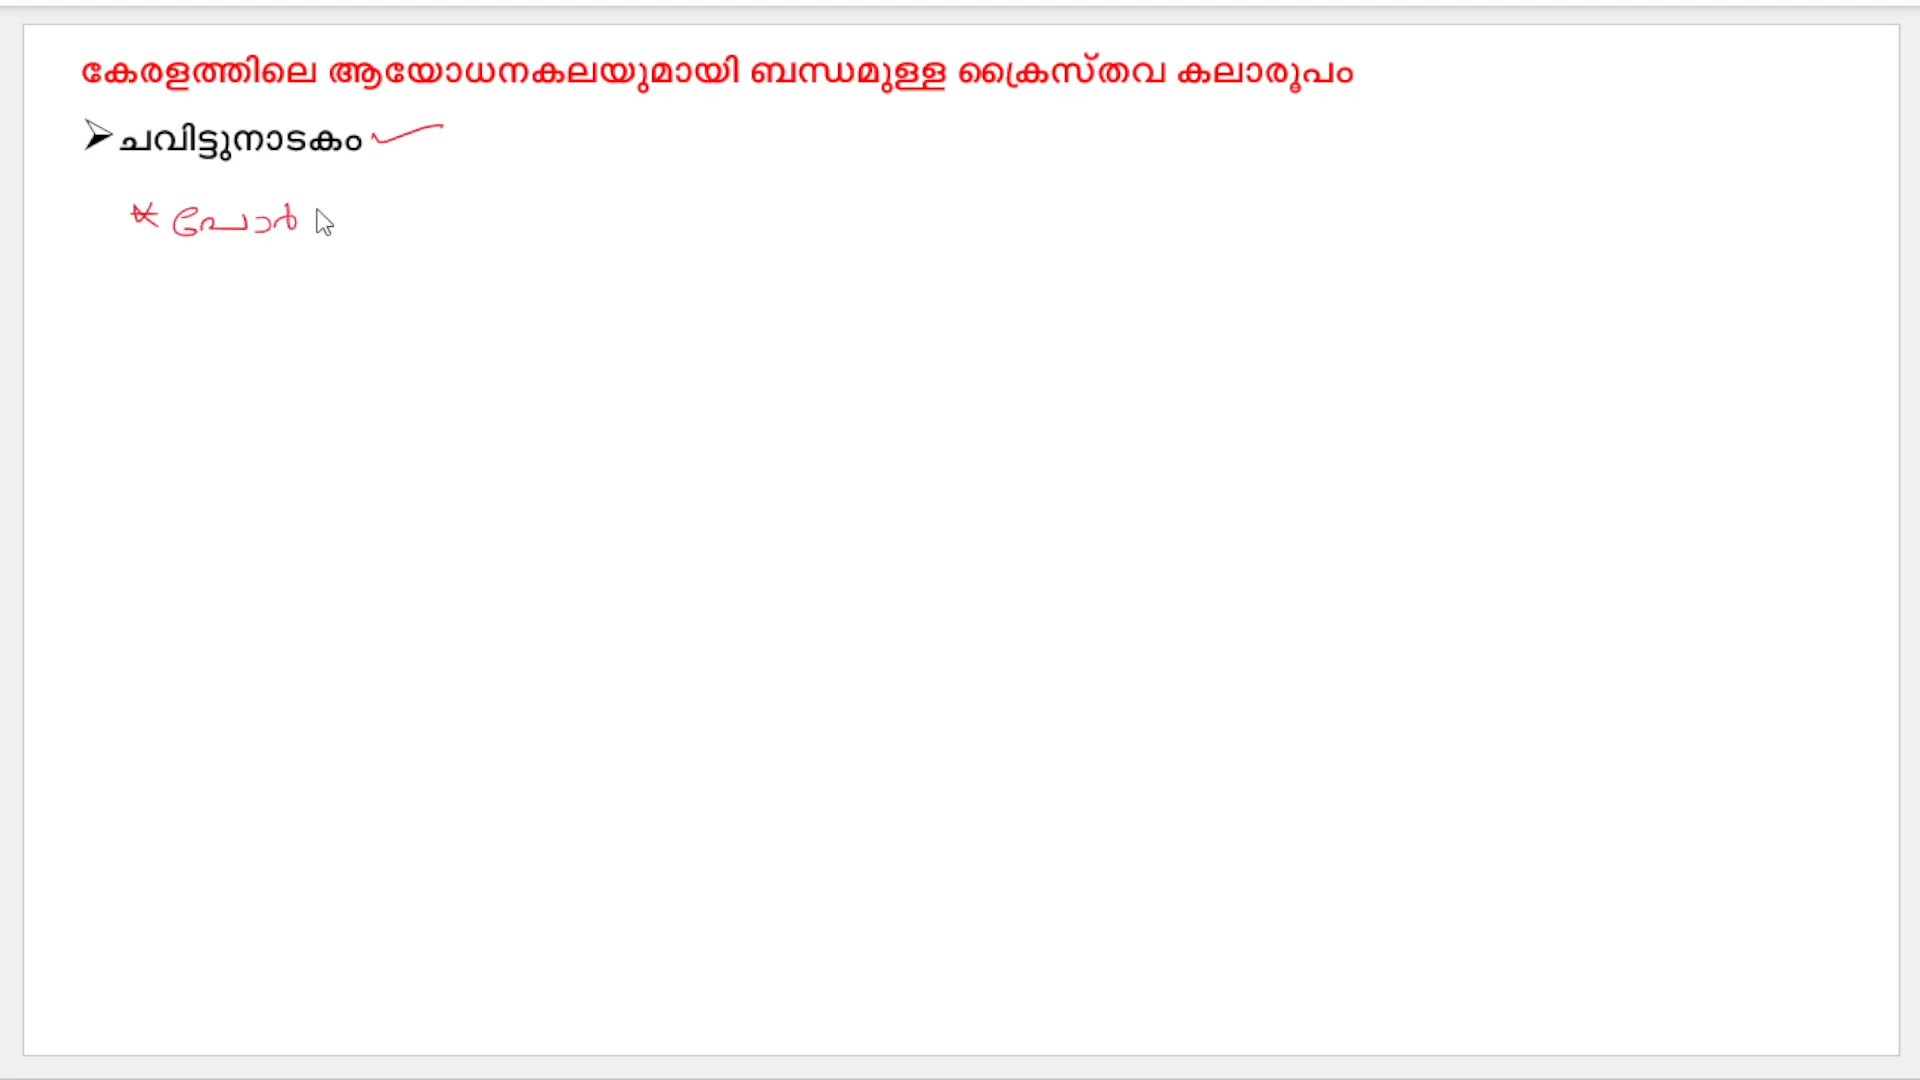 കേരളത്തിലെ ആയോധനകലയുമായി ബന്ധമുള്ള ക്രൈസ്തവ കലാരൂപം
➢ചവിട്ടുനാടകം
* പോർ